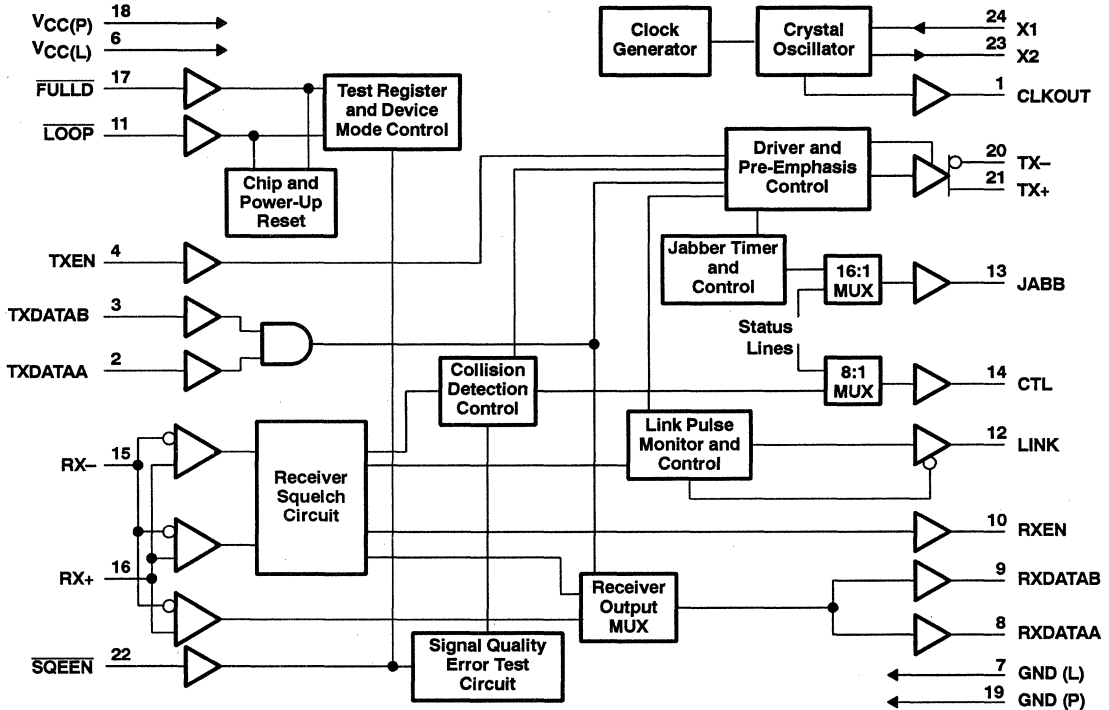 18
VCC(P)
6
VCC(L)
17
FULLD
11
LOOP
Test Register
and Device
Mode Control
Chip and
Power-Up
Reset
4
TXEN
3
TXDATAB
2
TXDATAA
Clock
Generator
Crystal
Oscillator
24
X1
23
X2
1
CLKOUT
Driver and
Pre-Emphasis
Control
20
TX–
21
TX+
Jabber Timer
and
Control
16:1
MUX
13
JABB
Status
Lines
8:1
MUX
14
CTL
Collision
Detection
Control
Link Pulse
Monitor and
Control
12
LINK
15
RX–
Receiver
Squelch
Circuit
16
RX+
10
RXEN
Receiver
Output
MUX
9
RXDATAB
8
RXDATAA
22
SQEEN
Signal Quality
Error Test
Circuit
7
GND (L)
19
GND (P)